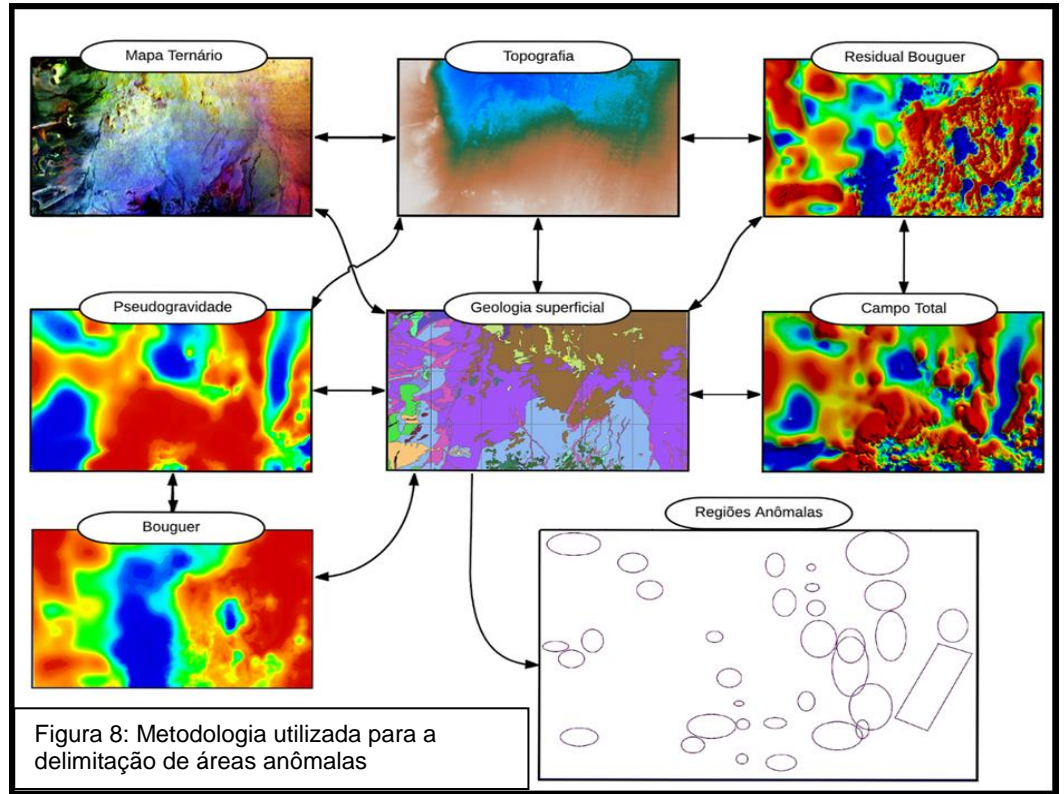 Mapa Ternário
Topografia
Residual Bouguer
Pseudogravidade
Geologia superficial
Campo Total
Bouguer
Regiões Anômalas
Figura 8: Metodologia utilizada para a
delimitação de áreas anômalas